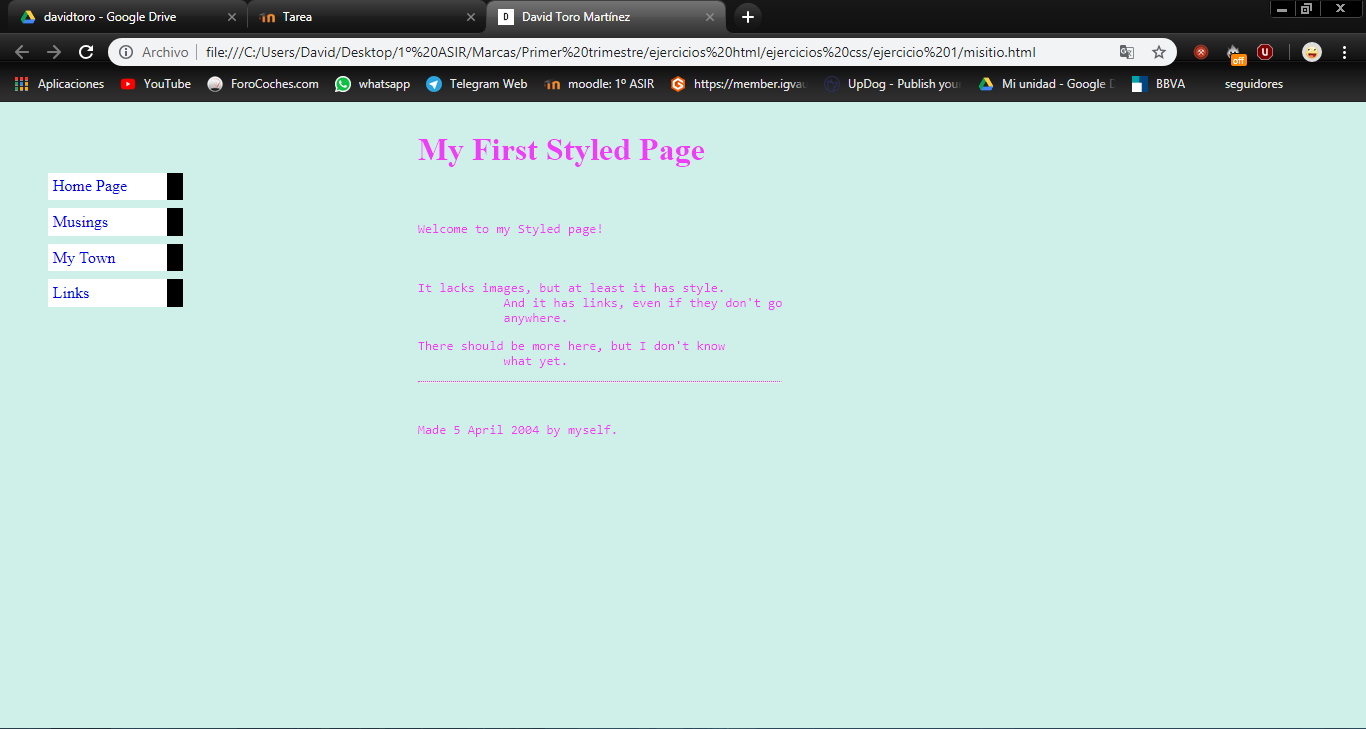 davidtoro - Google Drive
Tarea
David Toro Martínez
Archivo file:///C:/Users/David/Desktop/1º%20ASIR/Marcas/Primer%20trimestre/ejercicios%20html/ejercicios%20css/ejercicio%201/misitio.html
off
Aplicaciones YouTube ForoCoches.com whatsapp Telegram Web moodle: 1º ASIR https://member.igvau UpDog - Publish your Mi unidad - Google D BBVA seguidores
My First Styled Page
Home Page
Musings
My Town
Links
Welcome to my Styled page!
It lacks images, but at least it has style.
And it has links, even if they don't go
anywhere.
There should be more here, but I don't know
what yet.
Made 5 April 2004 by myself.